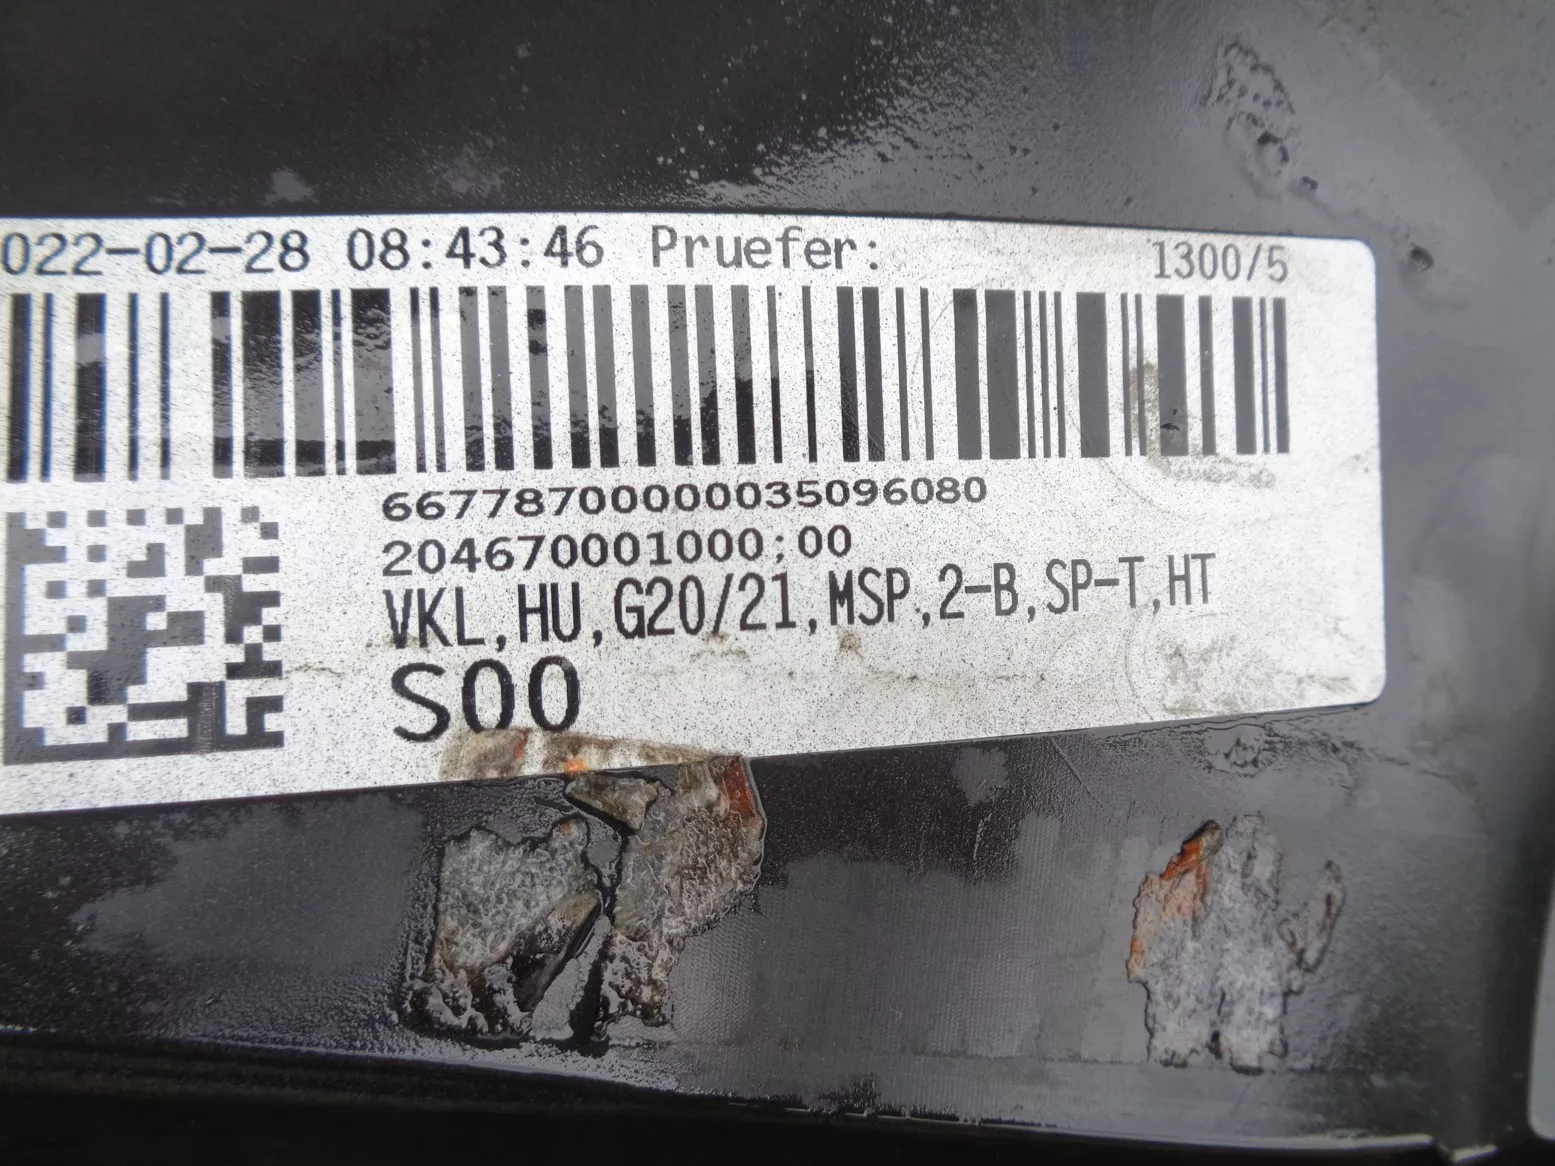 022-02-28 08:43:46 Pruefer: 1300/5
667787000000035096080
204670001000;00
VKL,HU,G20/21,MSP,2-B,SP-T,HT
S00